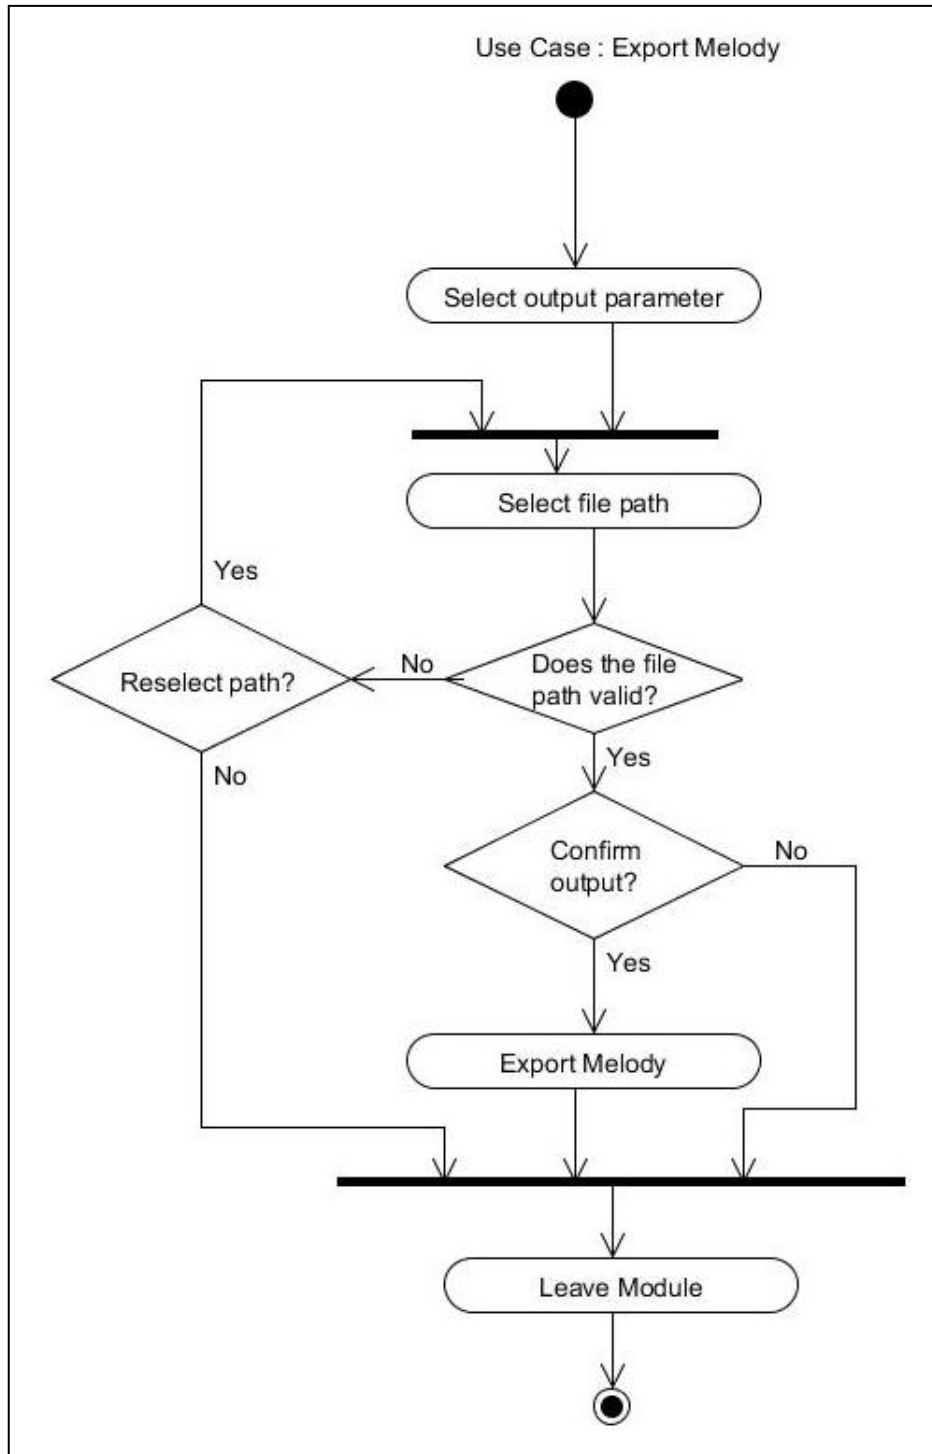 Use Case : Export Melody
Select output parameter
Select file path
Yes
No
Does the file
path valid?
Reselect path?
No
Yes
Confirm
output?
No
Yes
Export Melody
Leave Module